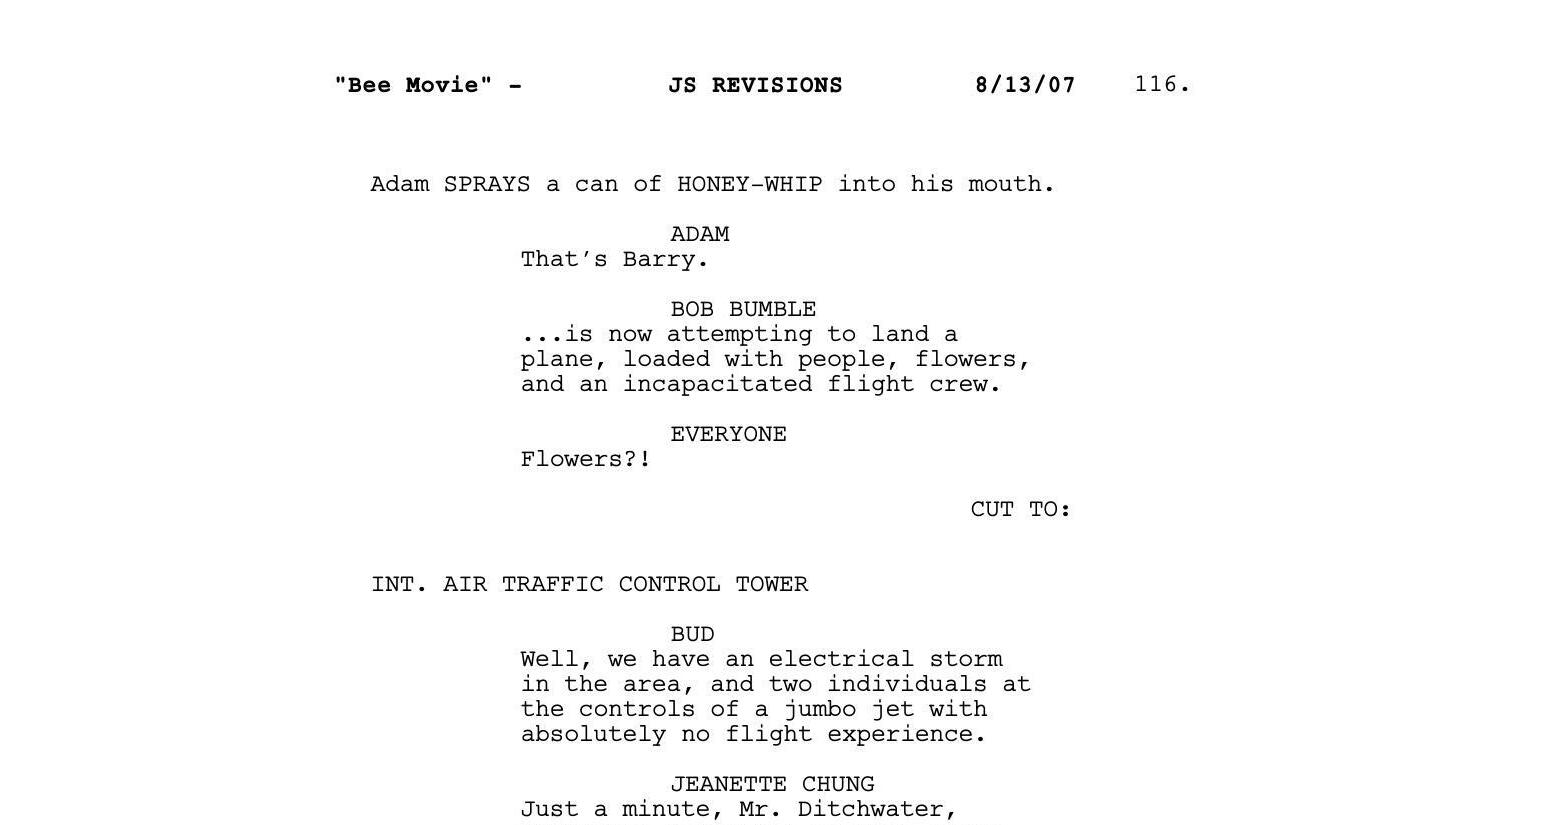 "Bee Movie" - JS REVISIONS 8/13/07 116.
Adam SPRAYS a can of HONEY-WHIP into his mouth.
ADAM
That's Barry.
BOB BUMBLE
...is now attempting to land a
plane, loaded with people, flowers,
and an incapacitated flight crew.
EVERYONE
Flowers?!
CUT TO:
INT. AIR TRAFFIC CONTROL TOWER
BUD
Well, we have an electrical storm
in the area, and two individuals at
the controls of a jumbo jet with
absolutely no flight experience.
JEANETTE CHUNG
Just a minute, Mr. Ditchwater,